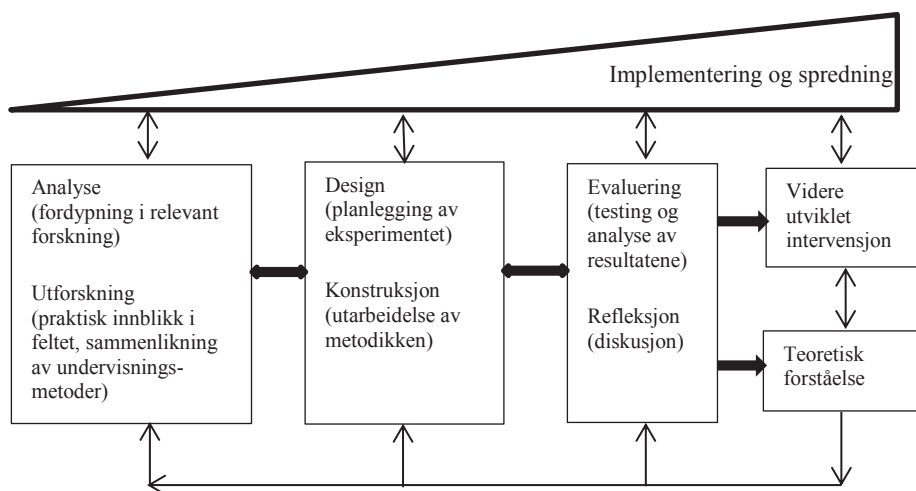 Implementering og spredning
Analyse
(fordypning i relevant
forskning)
Utforskning
(praktisk innblikk i
feltet, sammenlikning
av undervisnings-
metoder)
Design
(planlegging av
eksperimentet)
Konstruksjon
(utarbeidelse av
metodikken)
Evaluering
(testing og
analyse av
resultatene)
Refleksjon
(diskusjon)
Videre
utviklet
intervensjon
Teoretisk
forståelse